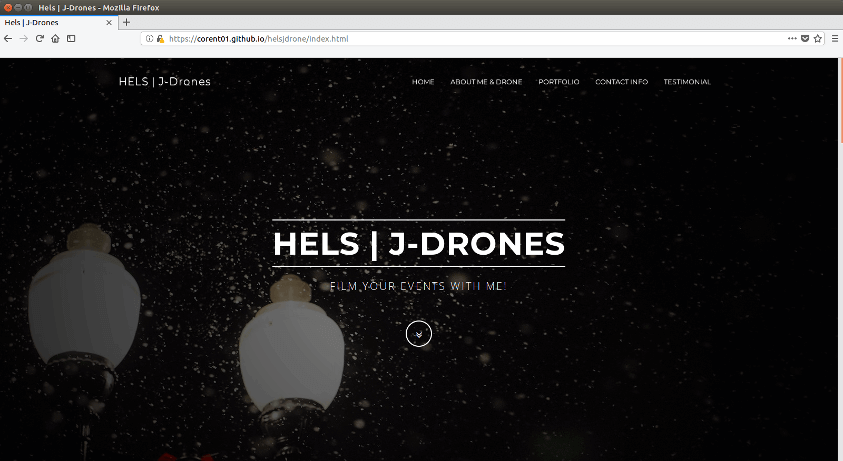 Hels | J-Drones - Mozilla Firefox
Hels | J-Drones
https://corent01.github.io/helsjdrone/index.html
HELS | J-Drones
HOME ABOUT ME & DRONE PORTFOLIO CONTACT INFO TESTIMONIAL
HELS | J-DRONES
FILM YOUR EVENTS WITH ME!